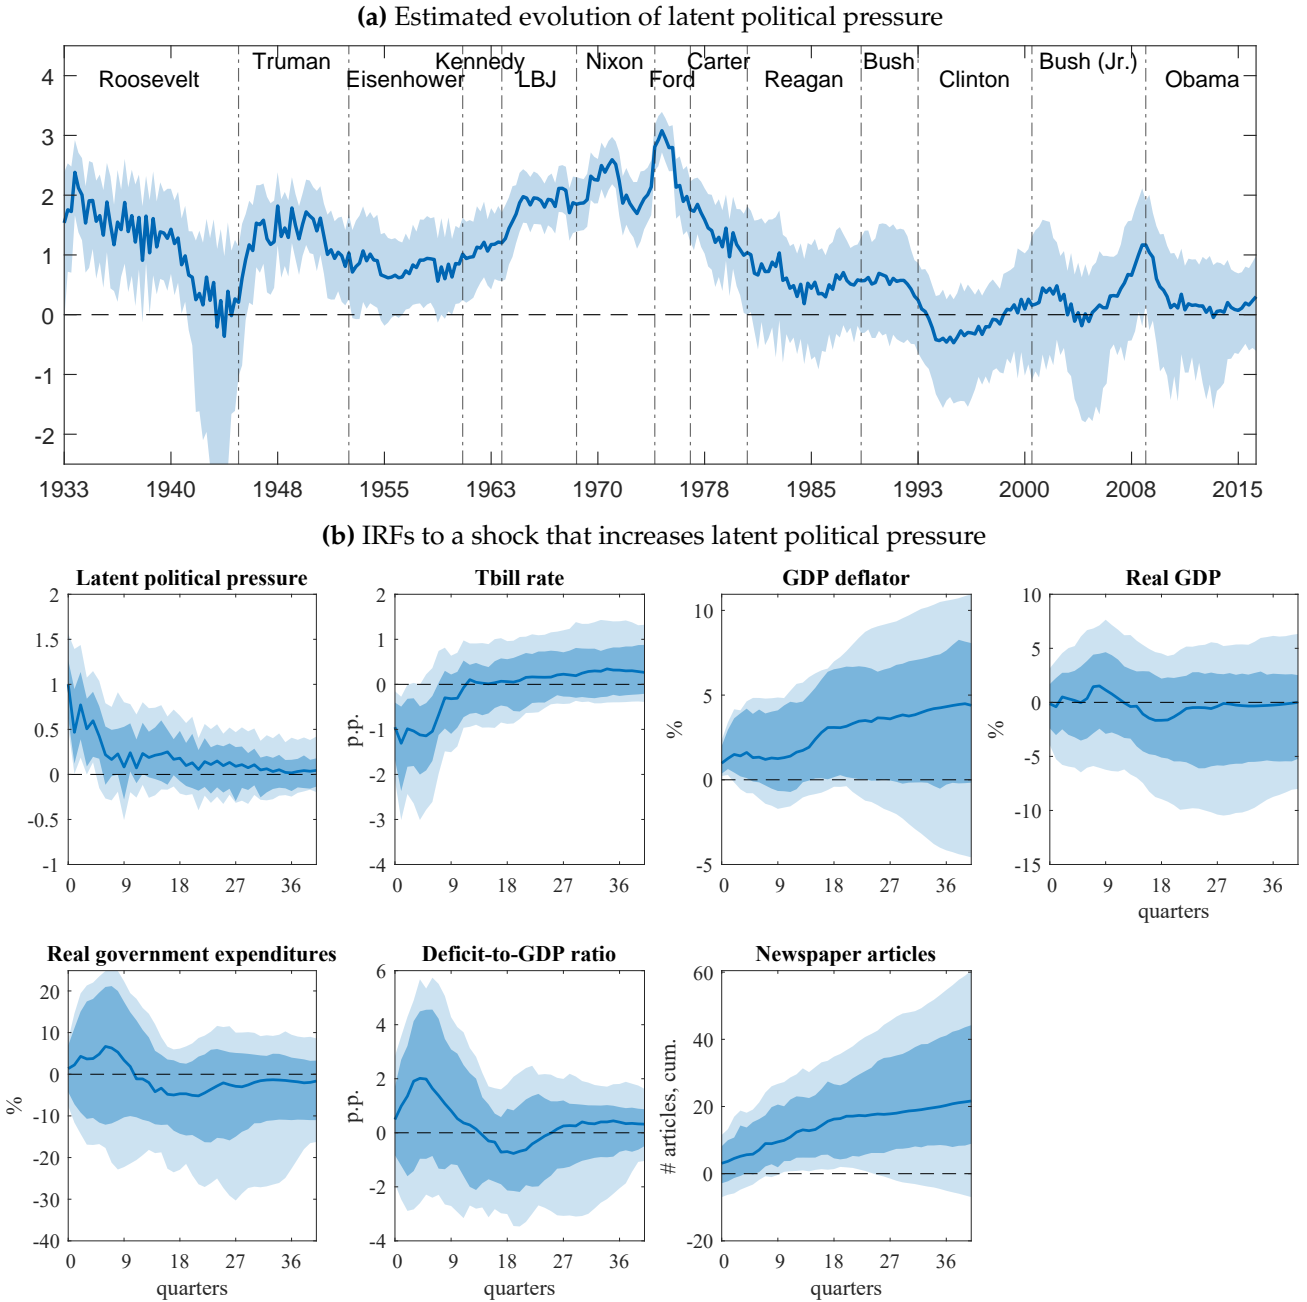 (a) Estimated evolution of latent political pressure
Truman Kennedy Nixon Carter Bush Bush (Jr.)
Roosevelt Eisenhower LBJ Ford Reagan Clinton Obama
4
3
2
1
0
-1
-2
1933 1940 1948 1955 1963 1970 1978 1985 1993 2000 2008 2015
(b) IRFs to a shock that increases latent political pressure
Latent political pressure
2
1.5
1
0.5
0
-0.5
-1
0 9 18 27 36
Tbill rate
p.p.
2
1
0
-1
-2
-3
-4
0 9 18 27 36
GDP deflator
%
10
5
0
-5
0 9 18 27 36
Real GDP
%
10
5
0
-5
-10
-15
0 9 18 27 36
quarters
Real government expenditures
%
20
10
0
-10
-20
-30
-40
0 9 18 27 36
quarters
Deficit-to-GDP ratio
p.p.
6
4
2
0
-2
-4
0 9 18 27 36
quarters
Newspaper articles
# articles, cum.
60
40
20
0
-20
0 9 18 27 36
quarters